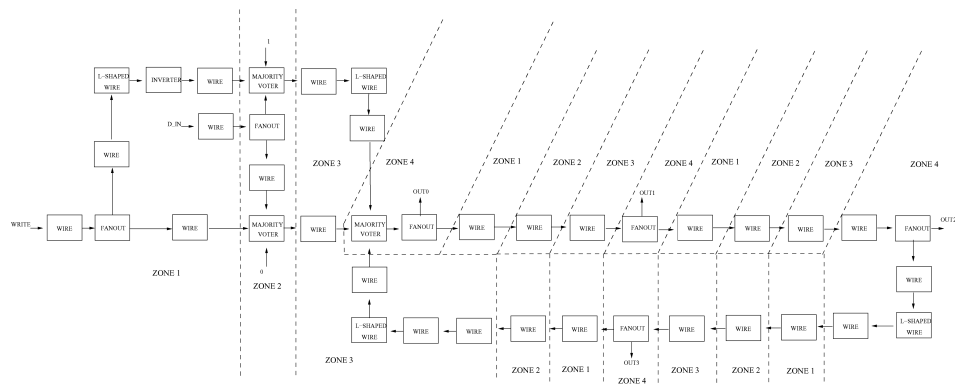 1
L-SHAPED
WIRE
INVERTER
WIRE
MAJORITY
VOTER
WIRE
L-SHAPED
WIRE
D_IN
WIRE
FANOUT
WIRE
WIRE
WIRE
ZONE 3
ZONE 4
ZONE 1
ZONE 2
ZONE 3
ZONE 4
ZONE 1
ZONE 2
ZONE 3
ZONE 4
OUT0
OUT1
WRITE
WIRE
FANOUT
WIRE
MAJORITY
VOTER
WIRE
MAJORITY
VOTER
FANOUT
WIRE
WIRE
WIRE
FANOUT
WIRE
WIRE
WIRE
WIRE
FANOUT
OUT2
0
ZONE 1
ZONE 2
WIRE
WIRE
L-SHAPED
WIRE
WIRE
WIRE
WIRE
WIRE
FANOUT
WIRE
WIRE
WIRE
WIRE
L-SHAPED
WIRE
OUT3
ZONE 3
ZONE 2
ZONE 1
ZONE 4
ZONE 3
ZONE 2
ZONE 1